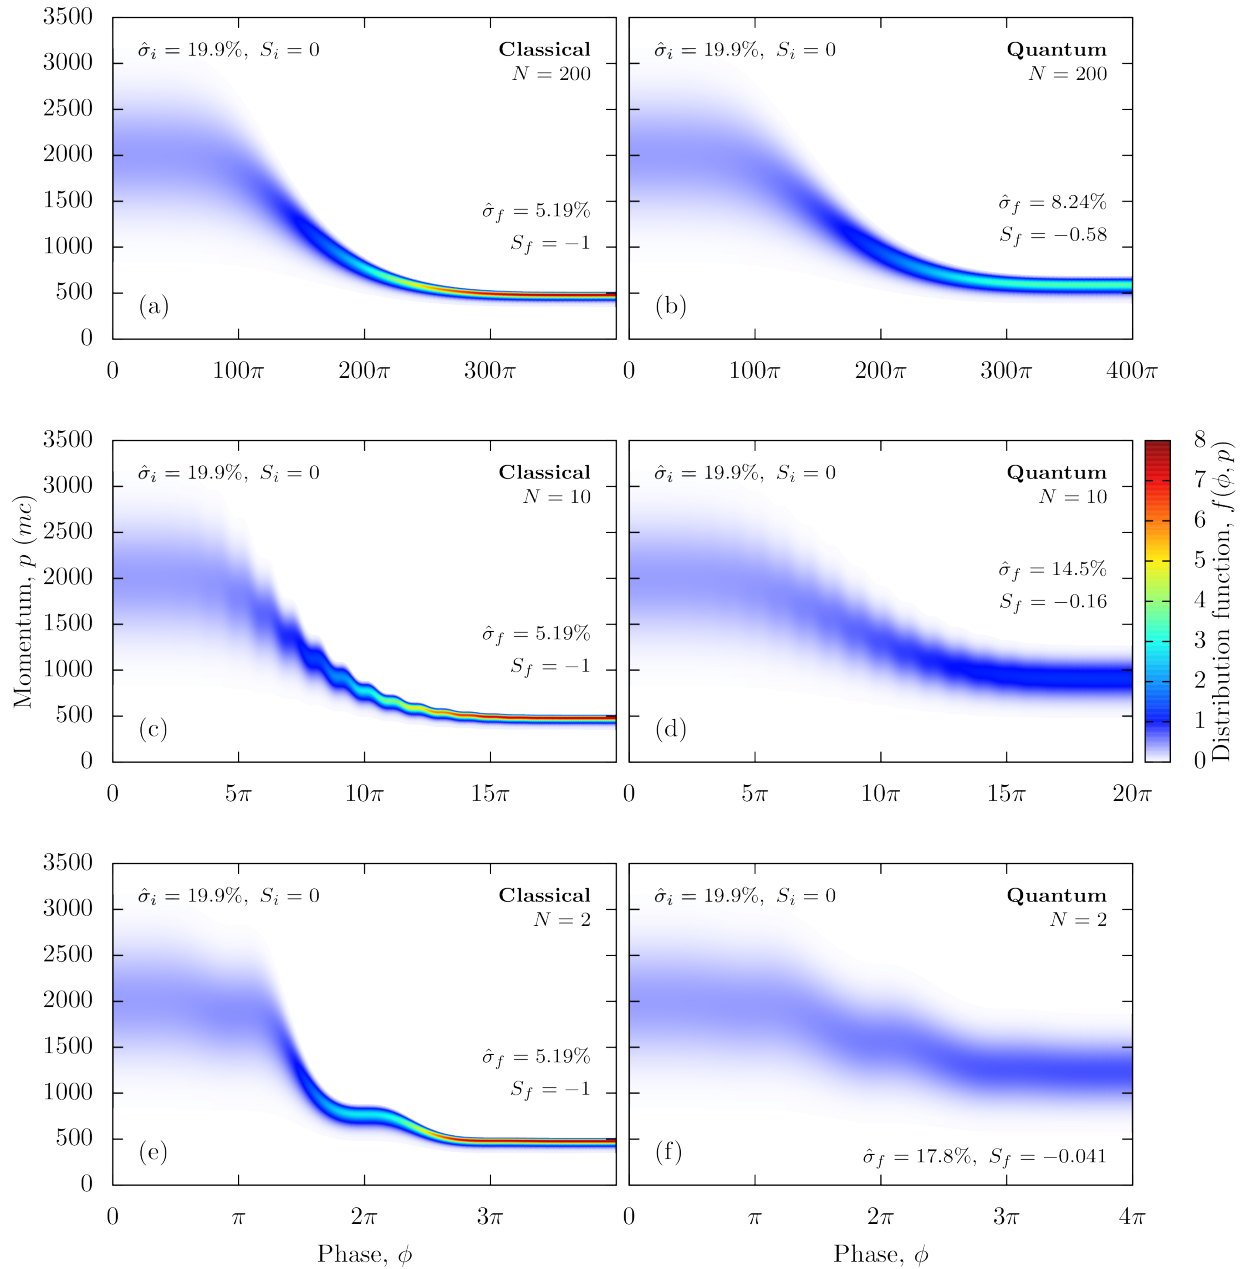 3500
3000
2500
2000
1500
1000
500
0
σ̂_i = 19.9%, S_i = 0
Classical
N = 200
σ̂_f = 5.19%
S_f = −1
(a)
0 100π 200π 300π
σ̂_i = 19.9%, S_i = 0
Quantum
N = 200
σ̂_f = 8.24%
S_f = −0.58
(b)
0 100π 200π 300π 400π
Momentum, p (mc)
3500
3000
2500
2000
1500
1000
500
0
σ̂_i = 19.9%, S_i = 0
Classical
N = 10
σ̂_f = 5.19%
S_f = −1
(c)
0 5π 10π 15π
σ̂_i = 19.9%, S_i = 0
Quantum
N = 10
σ̂_f = 14.5%
S_f = −0.16
(d)
0 5π 10π 15π 20π
8
7
6
5
4
3
2
1
0
Distribution function, f(ϕ, p)
3500
3000
2500
2000
1500
1000
500
0
σ̂_i = 19.9%, S_i = 0
Classical
N = 2
σ̂_f = 5.19%
S_f = −1
(e)
0 π 2π 3π
Phase, ϕ
σ̂_i = 19.9%, S_i = 0
Quantum
N = 2
(f)
σ̂_f = 17.8%, S_f = −0.041
0 π 2π 3π 4π
Phase, ϕ